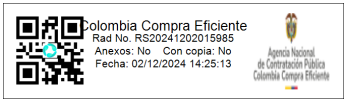 Colombia Compra Eficiente
Rad No. RS20241202015985
Anexos: No Con copia: No
Fecha: 02/12/2024 14:25:13
Agencia Nacional
de Contratación Pública
Colombia Compra Eficiente